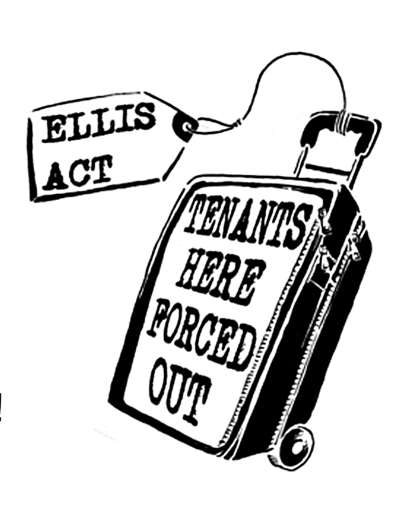 ELLIS
ACT
TENANTS
HERE
FORCED
OUT
!